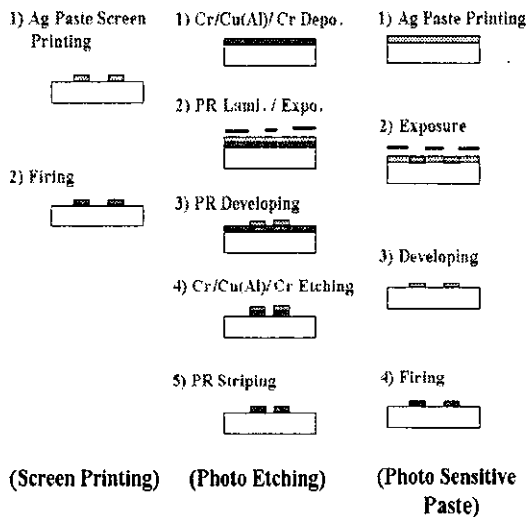 1) Ag Paste Screen
Printing
2) Firing
(Screen Printing)
1) Cr/Cu(Al)/ Cr Depo.
2) PR Lami. / Expo.
3) PR Developing
4) Cr/Cu(Al)/ Cr Etching
5) PR Striping
(Photo Etching)
1) Ag Paste Printing
2) Exposure
3) Developing
4) Firing
(Photo Sensitive
Paste)